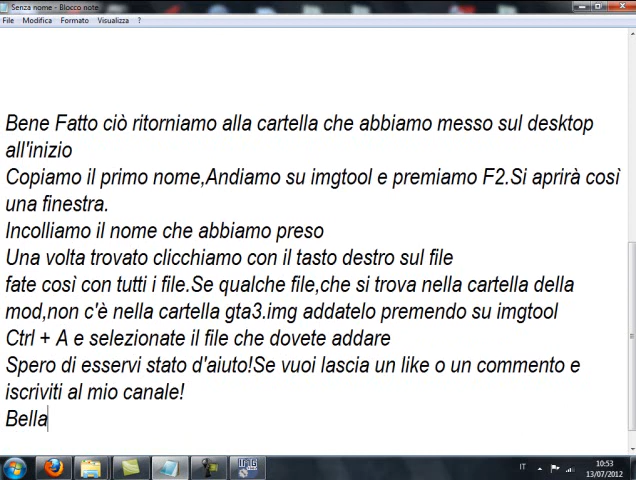 Senza nome - Blocco note
File Modifica Formato Visualizza ?
Bene Fatto ciò ritorniamo alla cartella che abbiamo messo sul desktop
all'inizio
Copiamo il primo nome,Andiamo su imgtool e premiamo F2.Si aprirà così
una finestra.
Incolliamo il nome che abbiamo preso
Una volta trovato clicchiamo con il tasto destro sul file
fate così con tutti i file.Se qualche file,che si trova nella cartella della
mod,non c'è nella cartella gta3.img addatelo premendo su imgtool
Ctrl + A e selezionate il file che dovete addare
Spero di esservi stato d'aiuto!Se vuoi lascia un like o un commento e
iscriviti al mio canale!
Bella
IT
10:53
13/07/2012